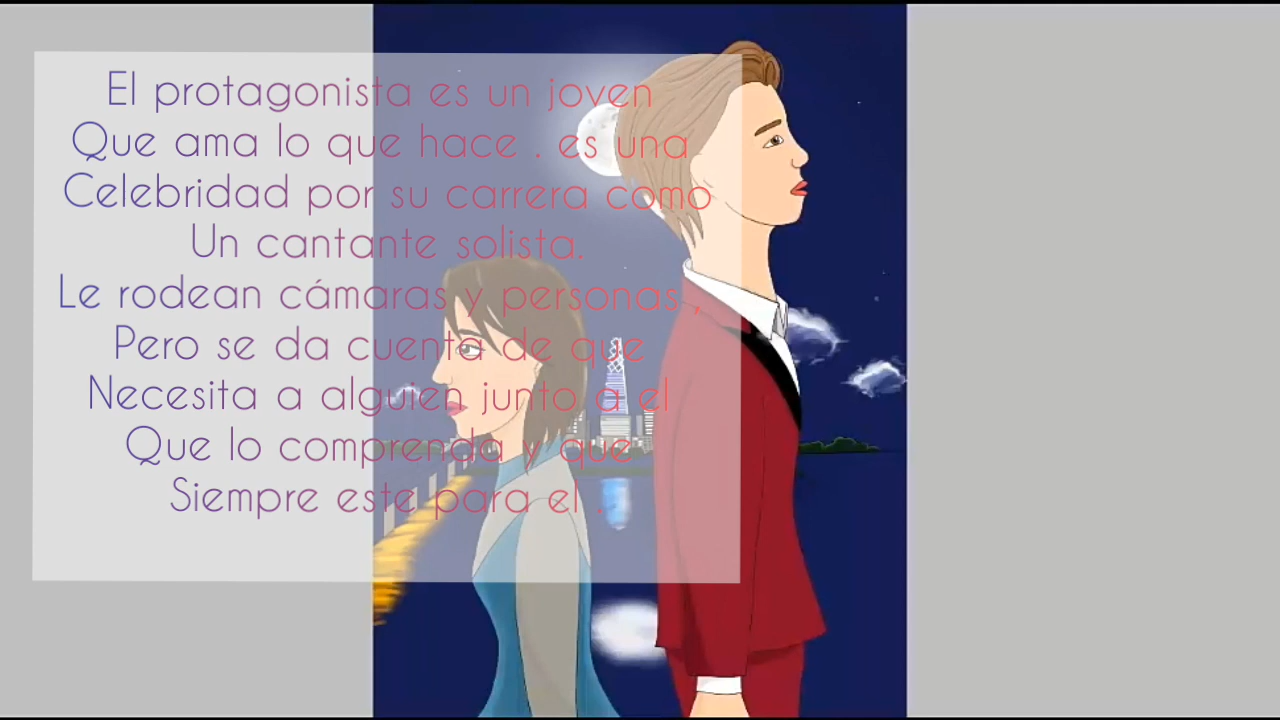 El protagonista es un joven
Que ama lo que hace . es una
Celebridad por su carrera como
Un cantante solista.
Le rodean cámaras y personas ,
Pero se da cuenta de que
Necesita a alguien junto a el
Que lo comprenda y que
Siempre este para el .